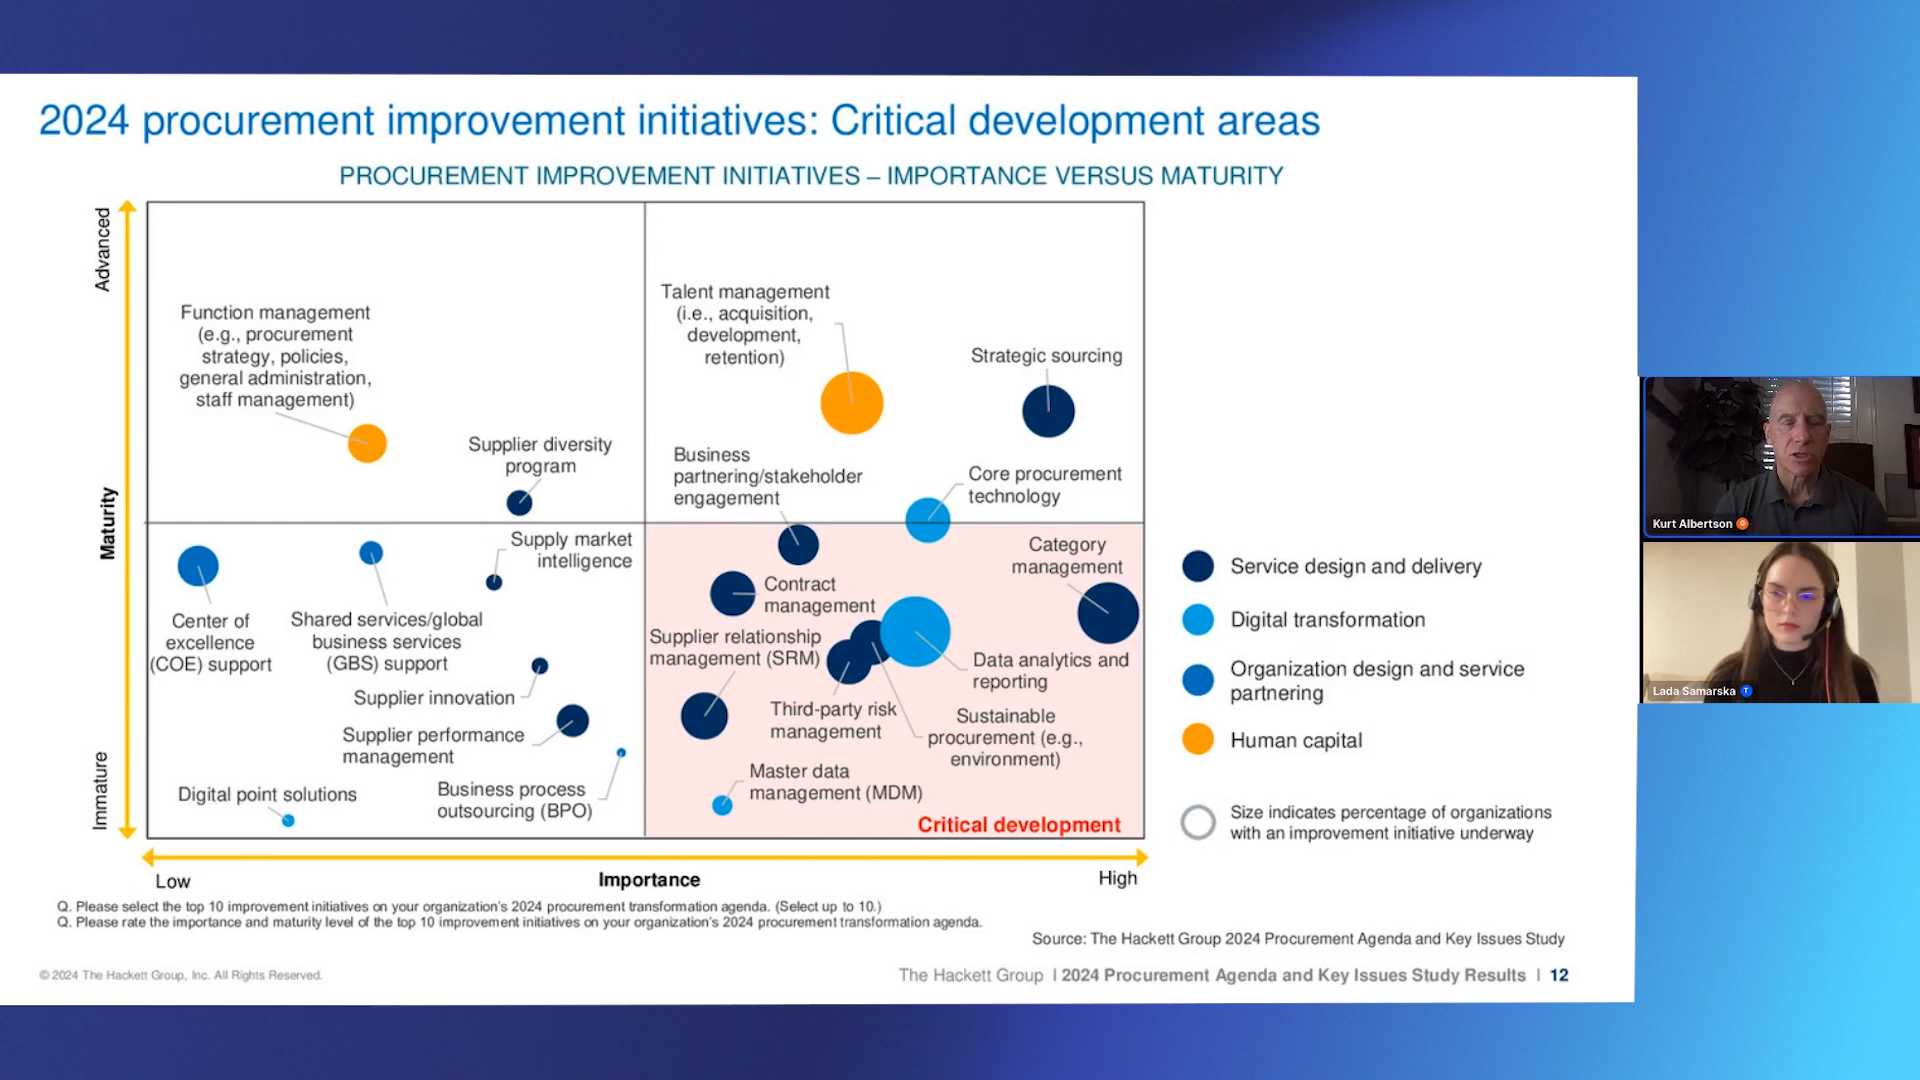 2024 procurement improvement initiatives: Critical development areas
PROCUREMENT IMPROVEMENT INITIATIVES – IMPORTANCE VERSUS MATURITY
Advanced
Maturity
Immature
Function management
(e.g., procurement
strategy, policies,
general administration,
staff management)
Supplier diversity
program
Talent management
(i.e., acquisition,
development,
retention)
Strategic sourcing
Business
partnering/stakeholder
engagement
Core procurement
technology
Supply market
intelligence
Center of
excellence
(COE) support
Shared services/global
business services
(GBS) support
Supplier innovation
Supplier performance
management
Digital point solutions
Business process
outsourcing (BPO)
Category
management
Contract
management
Supplier relationship
management (SRM)
Data analytics and
reporting
Third-party risk
management
Sustainable
procurement (e.g.,
environment)
Master data
management (MDM)
Critical development
Low
Importance
High
Service design and delivery
Digital transformation
Organization design and service
partnering
Human capital
Size indicates percentage of organizations
with an improvement initiative underway
Q. Please select the top 10 improvement initiatives on your organization's 2024 procurement transformation agenda. (Select up to 10.)
Q. Please rate the importance and maturity level of the top 10 improvement initiatives on your organization's 2024 procurement transformation agenda.
Source: The Hackett Group 2024 Procurement Agenda and Key Issues Study
© 2024 The Hackett Group, Inc. All Rights Reserved.
The Hackett Group | 2024 Procurement Agenda and Key Issues Study Results | 12
Kurt Albertson
Lada Samarska